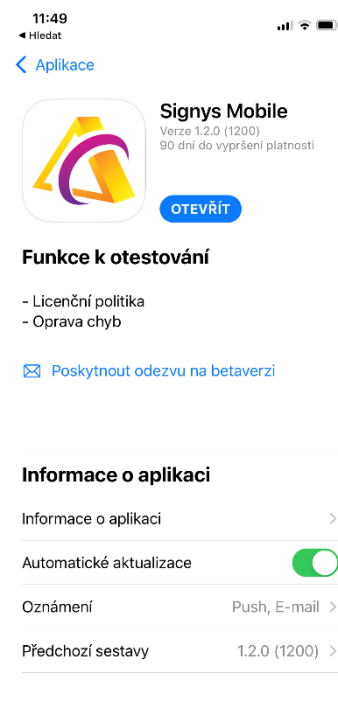 11:49
◀ Hledat
Aplikace
Signys Mobile
Verze 1.2.0 (1200)
90 dní do vypršení platnosti
OTEVŘÍT
Funkce k otestování
- Licenční politika
- Oprava chyb
Poskytnout odezvu na betaverzi
Informace o aplikaci
Informace o aplikaci
Automatické aktualizace
Oznámení Push, E-mail
Předchozí sestavy 1.2.0 (1200)